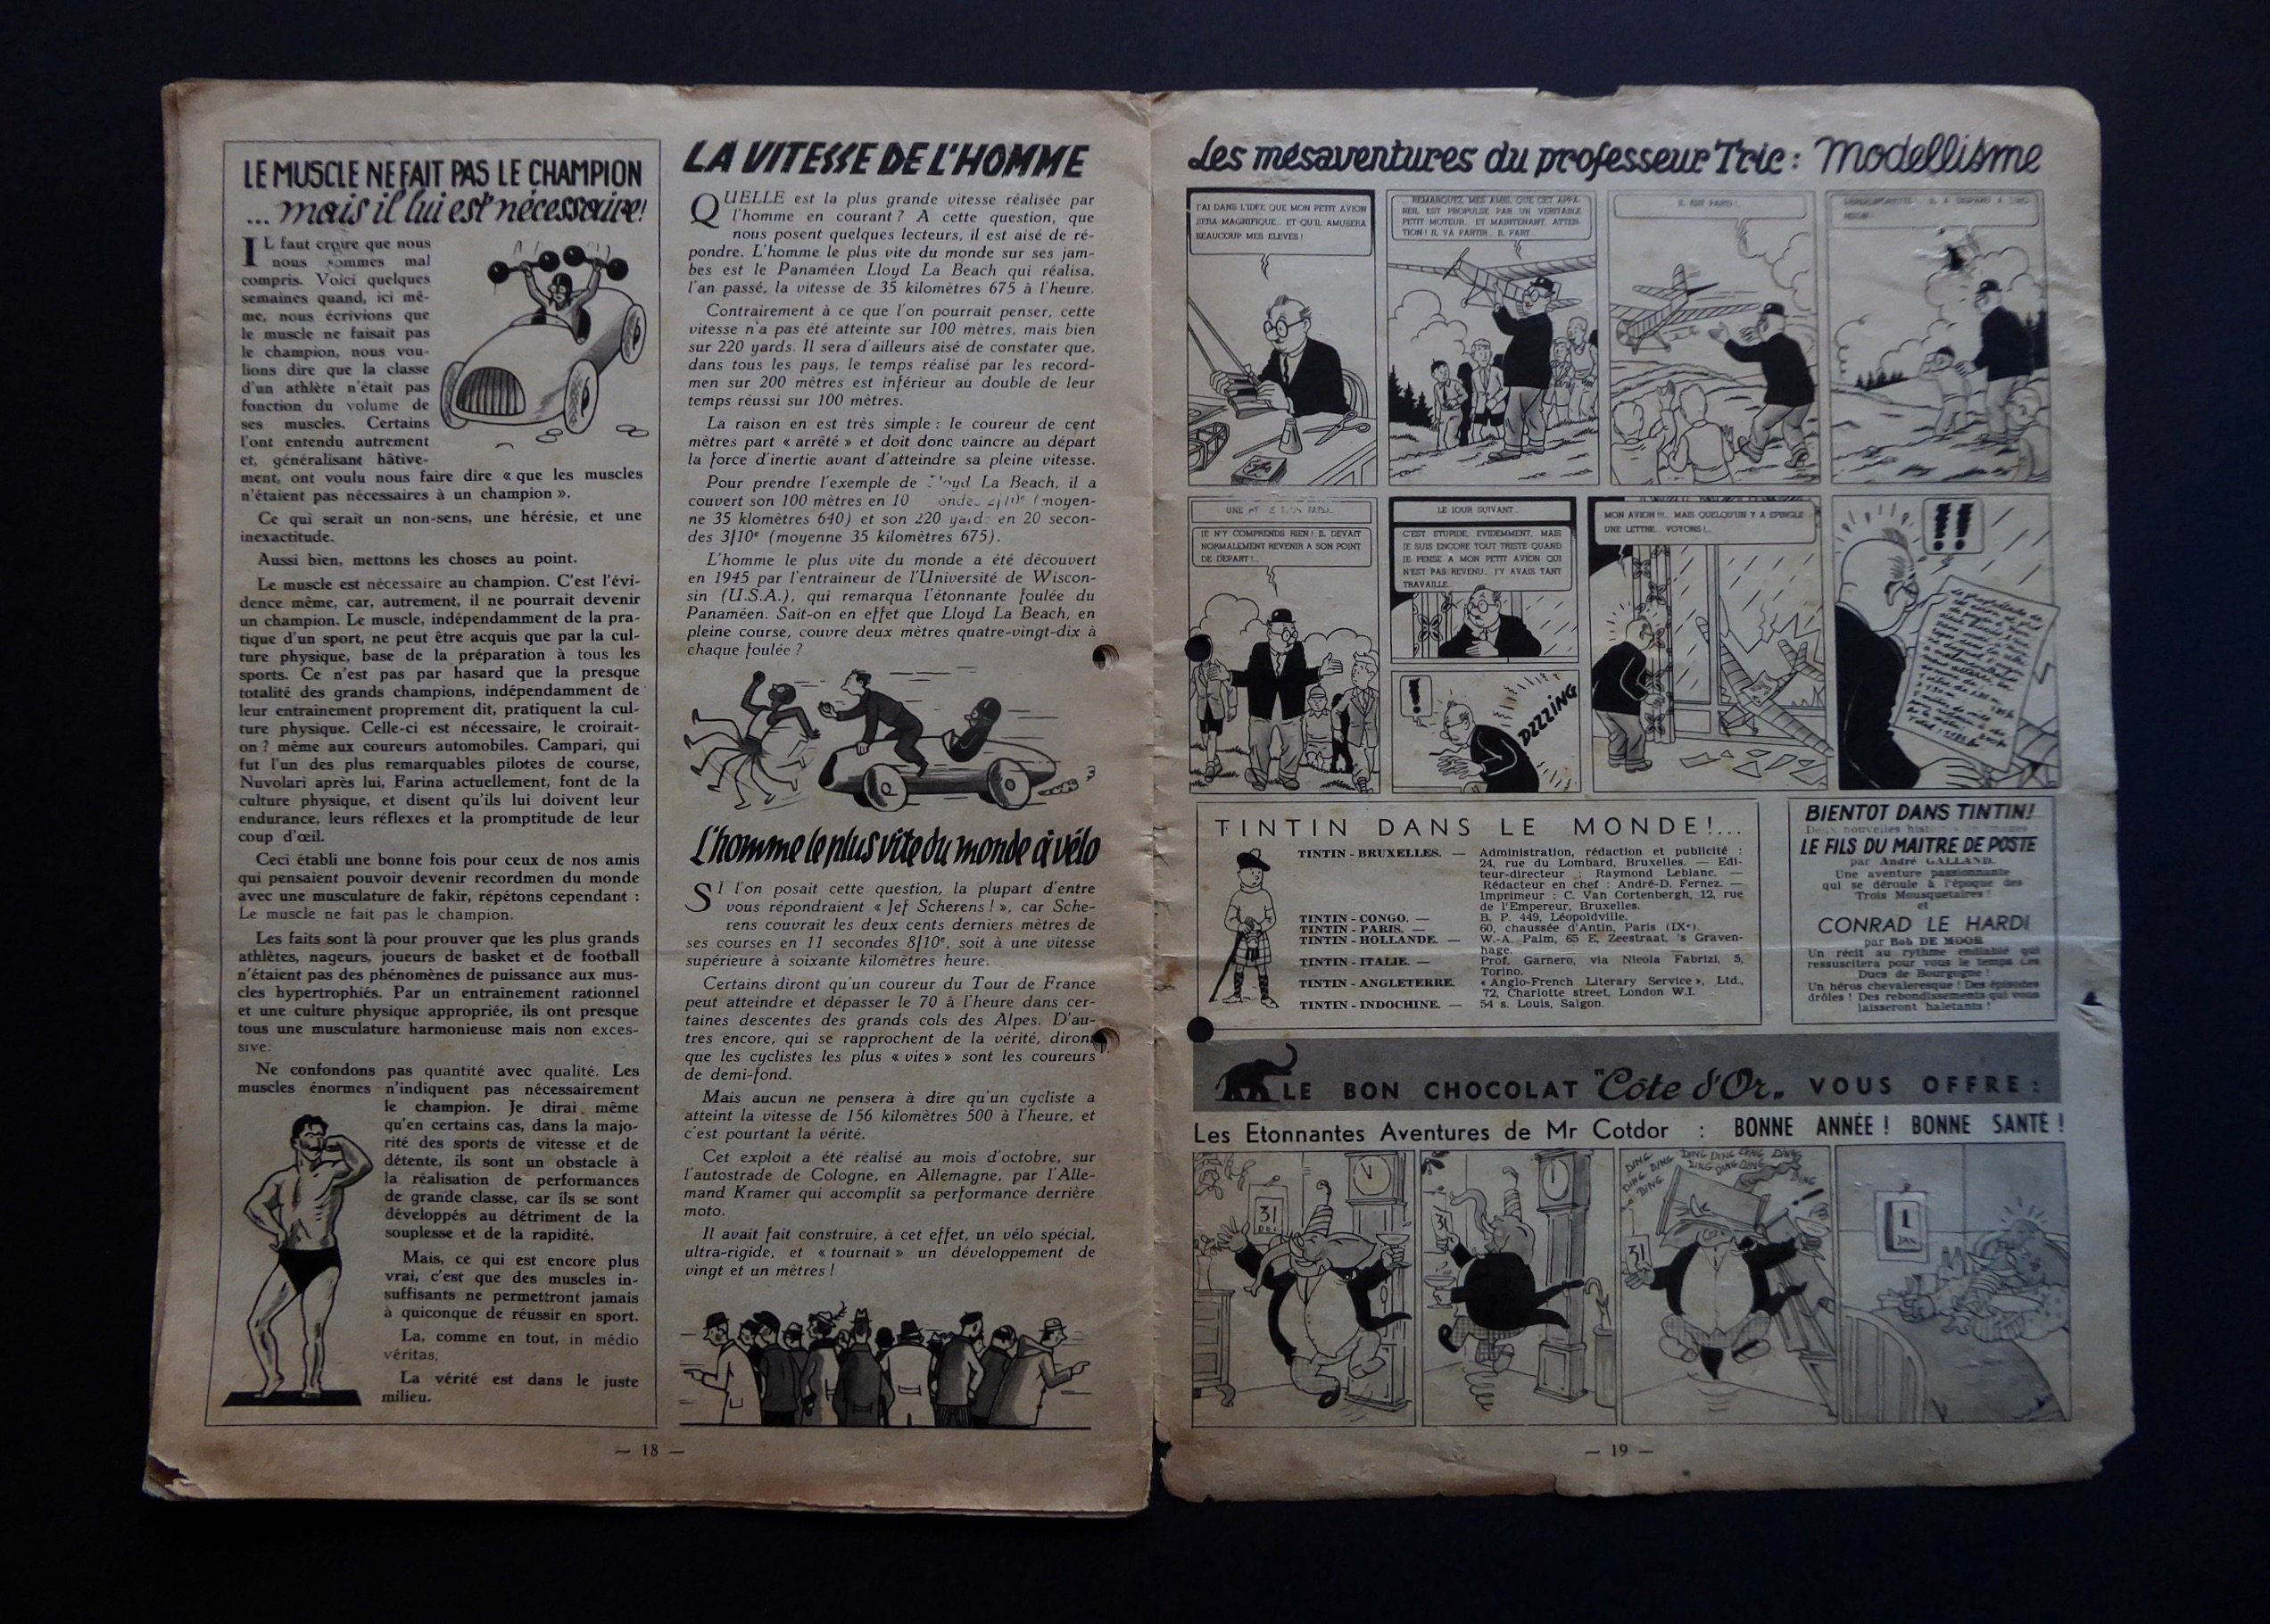 LE MUSCLE NE FAIT PAS LE CHAMPION
... mais il lui est nécessaire!
IL faut croire que nous
nous sommes mal
compris. Voici quelques
semaines quand, ici mê-
me, nous écrivions que
le muscle ne faisait pas
le champion, nous vou-
lions dire que la classe
d'un athlète n'était pas
fonction du volume de
ses muscles. Certains
l'ont entendu autrement
et, généralisant hâtive-
ment, ont voulu nous faire dire « que les muscles
n'étaient pas nécessaires à un champion ».
Ce qui serait un non-sens, une hérésie, et une
inexactitude.
Aussi bien, mettons les choses au point.
Le muscle est nécessaire au champion. C'est l'évi-
dence même, car, autrement, il ne pourrait devenir
un champion. Le muscle, indépendamment de la pra-
tique d'un sport, ne peut être acquis que par la cul-
ture physique, base de la préparation à tous les
sports. Ce n'est pas par hasard que la presque
totalité des grands champions, indépendamment de
leur entraînement proprement dit, pratiquent la cul-
ture physique. Celle-ci est nécessaire, le croirait-
on ? même aux coureurs automobiles. Campari, qui
fut l'un des plus remarquables pilotes de course,
Nuvolari après lui, Farina actuellement, font de la
culture physique, et disent qu'ils lui doivent leur
endurance, leurs réflexes et la promptitude de leur
coup d'œil.
Ceci établi une bonne fois pour ceux de nos amis
qui pensaient pouvoir devenir recordmen du monde
avec une musculature de fakir, répétons cependant :
Le muscle ne fait pas le champion.
Les faits sont là pour prouver que les plus grands
athlètes, nageurs, joueurs de basket et de football
n'étaient pas des phénomènes de puissance aux mus-
cles hypertrophiés. Par un entraînement rationnel
et une culture physique appropriée, ils ont presque
tous une musculature harmonieuse mais non exces-
sive.
Ne confondons pas quantité avec qualité. Les
muscles énormes n'indiquent pas nécessairement
le champion. Je dirai même
qu'en certains cas, dans la majo-
rité des sports de vitesse et de
détente, ils sont un obstacle à
la réalisation de performances
de grande classe, car ils se sont
développés au détriment de la
souplesse et de la rapidité.
Mais, ce qui est encore plus
vrai, c'est que des muscles in-
suffisants ne permettront jamais
à quiconque de réussir en sport.
La, comme en tout, in médio
véritas.
La vérité est dans le juste
milieu.
LA VITESSE DE L'HOMME
QUELLE est la plus grande vitesse réalisée par
l'homme en courant ? A cette question, que
nous posent quelques lecteurs, il est aisé de ré-
pondre. L'homme le plus vite du monde sur ses jam-
bes est le Panaméen Lloyd La Beach qui réalisa,
l'an passé, la vitesse de 35 kilomètres 675 à l'heure.
Contrairement à ce que l'on pourrait penser, cette
vitesse n'a pas été atteinte sur 100 mètres, mais bien
sur 220 yards. Il sera d'ailleurs aisé de constater que,
dans tous les pays, le temps réalisé par les record-
men sur 200 mètres est inférieur au double de leur
temps réussi sur 100 mètres.
La raison en est très simple : le coureur de cent
mètres part « arrêté » et doit donc vaincre au départ
la force d'inertie avant d'atteindre sa pleine vitesse.
Pour prendre l'exemple de Lloyd La Beach, il a
couvert son 100 mètres en 10 ondes 2/10e (moyen-
ne 35 klomètres 640) et son 220 yards en 20 secon-
des 3/10e (moyenne 35 kilomètres 675).
L'homme le plus vite du monde a été découvert
en 1945 par l'entraîneur de l'Université de Wiscon-
sin (U.S.A.), qui remarqua l'étonnante foulée du
Panaméen. Sait-on en effet que Lloyd La Beach, en
pleine course, couvre deux mètres quatre-vingt-dix à
chaque foulée ?
L'homme le plus vite du monde à vélo
SI l'on posait cette question, la plupart d'entre
vous répondraient « Jef Scherens ! », car Sche-
rens couvrait les deux cents derniers mètres de
ses courses en 11 secondes 8/10e, soit à une vitesse
supérieure à soixante kilomètres heure.
Certains diront qu'un coureur du Tour de France
peut atteindre et dépasser le 70 à l'heure dans cer-
taines descentes des grands cols des Alpes. D'au-
tres encore, qui se rapprochent de la vérité, diront
que les cyclistes les plus « vites » sont les coureurs
de demi-fond.
Mais aucun ne pensera à dire qu'un cycliste a
atteint la vitesse de 156 kilomètres 500 à l'heure, et
c'est pourtant la vérité.
Cet exploit a été réalisé au mois d'octobre, sur
l'autostrade de Cologne, en Allemagne, par l'Alle-
mand Kramer qui accomplit sa performance derrière
moto.
Il avait fait construire, à cet effet, un vélo spécial,
ultra-rigide, et « tournait » un développement de
vingt et un mètres !
— 18 —
Les mésaventures du professeur Tric : Modellisme
J'AI DANS L'IDEE QUE MON PETIT AVION
SERA MAGNIFIQUE... ET QU'IL AMUSERA
BEAUCOUP MES ELEVES !
... REMARQUEZ, MES AMIS, QUE CET APPA-
REIL EST PROPULSE PAR UN VERITABLE
PETIT MOTEUR... ET MAINTENANT, ATTEN-
TION ! IL VA PARTIR... IL PART...
IL EST PARTI !...
IL A DISPARU A L'HO-
RIZON !
JE N'Y COMPRENDS RIEN ! IL DEVAIT
NORMALEMENT REVENIR A SON POINT
DE DEPART !...
LE JOUR SUIVANT...
C'EST STUPIDE, EVIDEMMENT, MAIS
JE SUIS ENCORE TOUT TRISTE QUAND
JE PENSE A MON PETIT AVION QUI
N'EST PAS REVENU... J'Y AVAIS TANT
TRAVAILLE...
!
DZZZING
MON AVION !!!... MAIS QUELQU'UN Y A EPINGLE
UNE LETTRE... VOYONS !...
!!
TINTIN DANS LE MONDE !...
TINTIN - BRUXELLES. — Administration, rédaction et publicité :
24, rue du Lombard, Bruxelles. — Edi-
teur-directeur : Raymond Leblanc. —
Rédacteur en chef : André-D. Fernez. —
Imprimeur : C. Van Cortenbergh, 12, rue
de l'Empereur, Bruxelles.
TINTIN - CONGO. — B. P. 449, Léopoldville.
TINTIN - PARIS. — 60, chaussée d'Antin, Paris (IXe).
TINTIN - HOLLANDE. — W.-A. Palm, 65 E, Zeestraat, 's Graven-
hage.
TINTIN - ITALIE. — Prof. Garnero, via Nicola Fabrizi, 5,
Torino.
TINTIN - ANGLETERRE. « Anglo-French Literary Service », Ltd.,
72, Charlotte street, London W.I.
TINTIN - INDOCHINE. — 54 s. Louis, Saïgon.
BIENTOT DANS TINTIN!
Deux nouvelles histoires en images
LE FILS DU MAITRE DE POSTE
par André GALLAND.
Une aventure passionnante
qui se déroule à l'époque des
Trois Mousquetaires !
et
CONRAD LE HARDI
par Bob DE MOOR
Un récit au rythme endiablé qui
ressuscitera pour vous le temps des
Ducs de Bourgogne !
Un héros chevaleresque ! Des épisodes
drôles ! Des rebondissements qui vous
laisseront haletants !
LE BON CHOCOLAT "Côte d'Or" VOUS OFFRE :
Les Etonnantes Aventures de Mr Cotdor : BONNE ANNÉE ! BONNE SANTÉ !
31
DEC
31
DING DING DING DING DING
DING DING DING DING DING
DING
31
!
1
JAN.
— 19 —